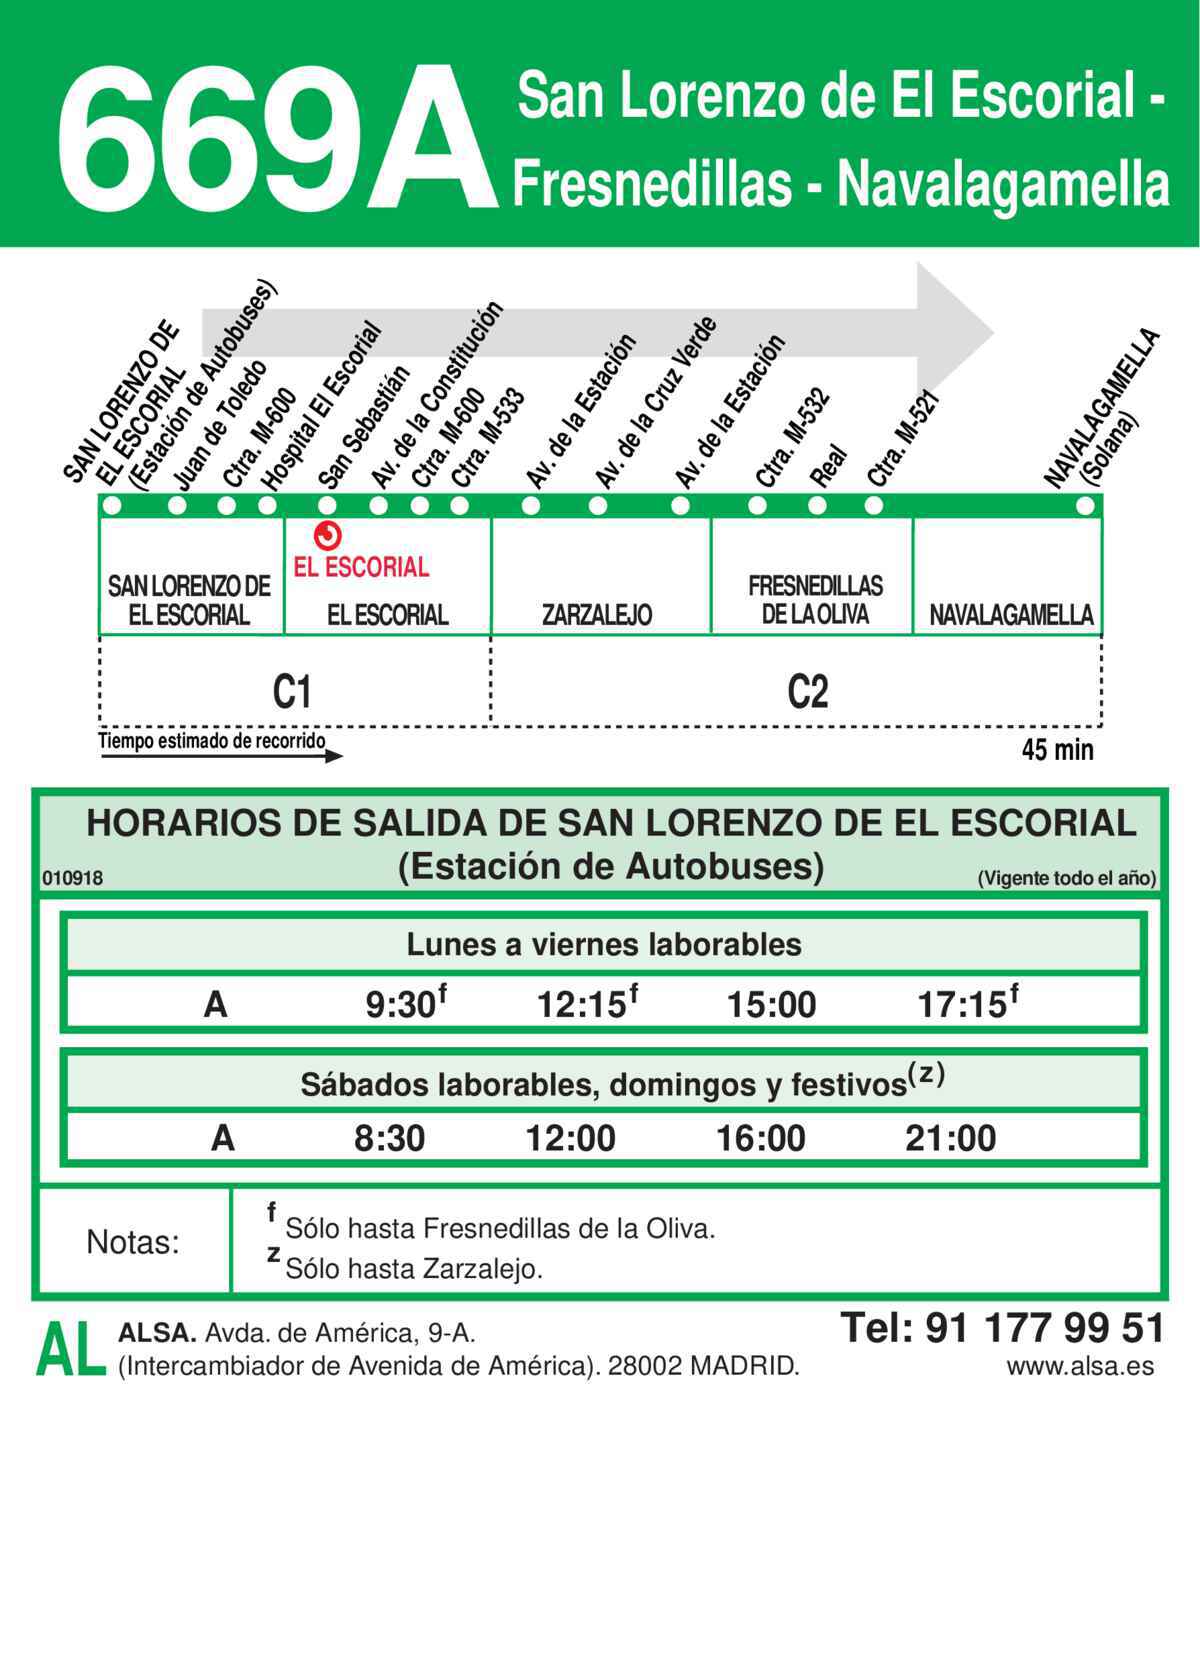 669A
San Lorenzo de El Escorial -
Fresnedillas - Navalagamella
SAN LORENZO DE
EL ESCORIAL
(Estación de Autobuses)
Juan de Toledo
Ctra. M-600
Hospital El Escorial
San Sebastián
Av. de la Constitución
Ctra. M-600
Ctra. M-533
Av. de la Estación
Av. de la Cruz Verde
Av. de la Estación
Ctra. M-532
Real
Ctra. M-521
NAVALAGAMELLA
(Solana)
EL ESCORIAL
SAN LORENZO DE
EL ESCORIAL
EL ESCORIAL
ZARZALEJO
FRESNEDILLAS
DE LA OLIVA
NAVALAGAMELLA
C1
C2
Tiempo estimado de recorrido
45 min
HORARIOS DE SALIDA DE SAN LORENZO DE EL ESCORIAL
(Estación de Autobuses)
010918
(Vigente todo el año)
Lunes a viernes laborables
A 9:30f 12:15f 15:00 17:15f
Sábados laborables, domingos y festivos(z)
A 8:30 12:00 16:00 21:00
Notas:
f Sólo hasta Fresnedillas de la Oliva.
z Sólo hasta Zarzalejo.
AL
ALSA. Avda. de América, 9-A.
(Intercambiador de Avenida de América). 28002 MADRID.
Tel: 91 177 99 51
www.alsa.es